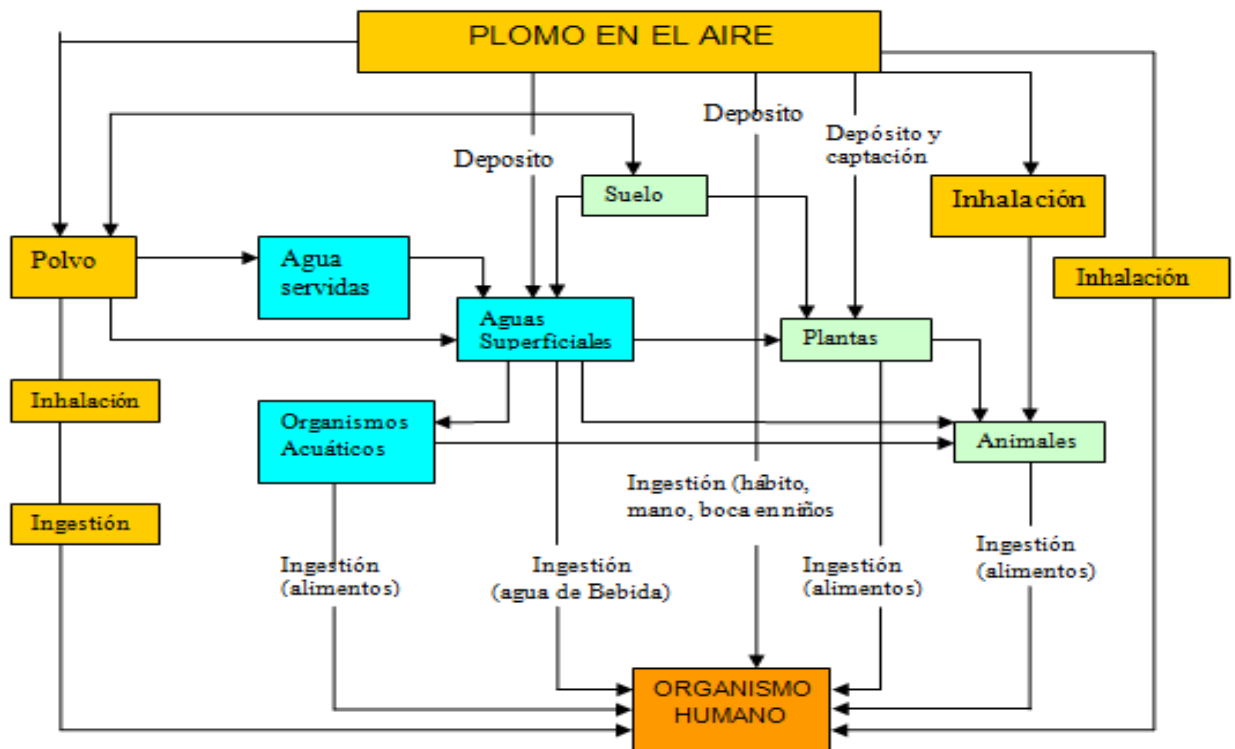 PLOMO EN EL AIRE
Deposito
Depósito y
captación
Deposito
Suelo
Inhalación
Polvo
Agua
servidas
Inhalación
Aguas
Superficiales
Plantas
Inhalación
Organismos
Acuáticos
Animales
Ingestión (hábito,
mano, boca en niños
Ingestión
Ingestión
(alimentos)
Ingestión
(agua de Bebida)
Ingestión
(alimentos)
Ingestión
(alimentos)
ORGANISMO
HUMANO